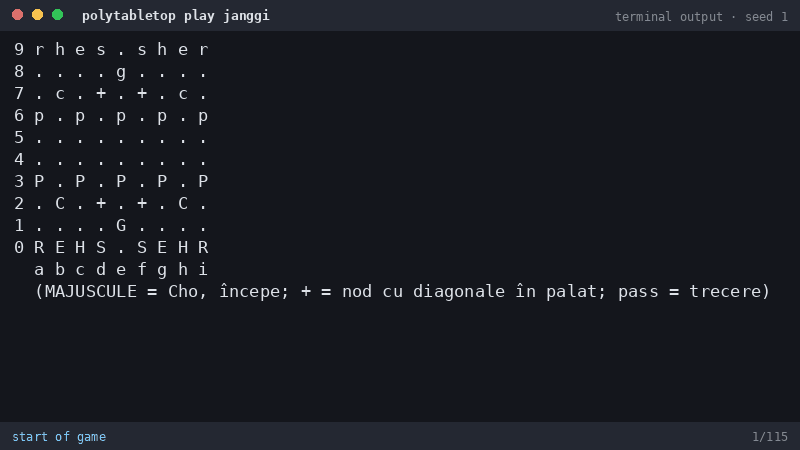 polytabletop play janggi
terminal output · seed 1
9 r h e s . s h e r
8 . . . . g . . . .
7 . c . + . + . c .
6 p . p . p . p . p
5 . . . . . . . . .
4 . . . . . . . . .
3 P . P . P . P . P
2 . C . + . + . C .
1 . . . . G . . . .
0 R E H S . S E H R
a b c d e f g h i
(MAJUSCULE = Cho, începe; + = nod cu diagonale în palat; pass = trecere)
start of game
1/115